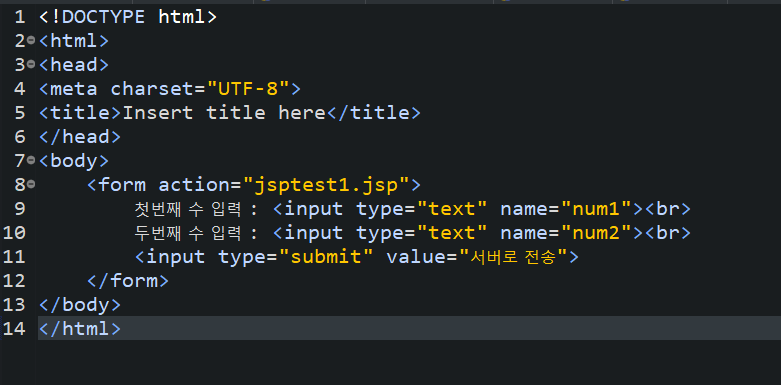 1 <!DOCTYPE html>
2 <html>
3 <head>
4 <meta charset="UTF-8">
5 <title>Insert title here</title>
6 </head>
7 <body>
8     <form action="jsptest1.jsp">
9         첫번째 수 입력 : <input type="text" name="num1"><br>
10         두번째 수 입력 : <input type="text" name="num2"><br>
11         <input type="submit" value="서버로 전송">
12     </form>
13 </body>
14 </html>